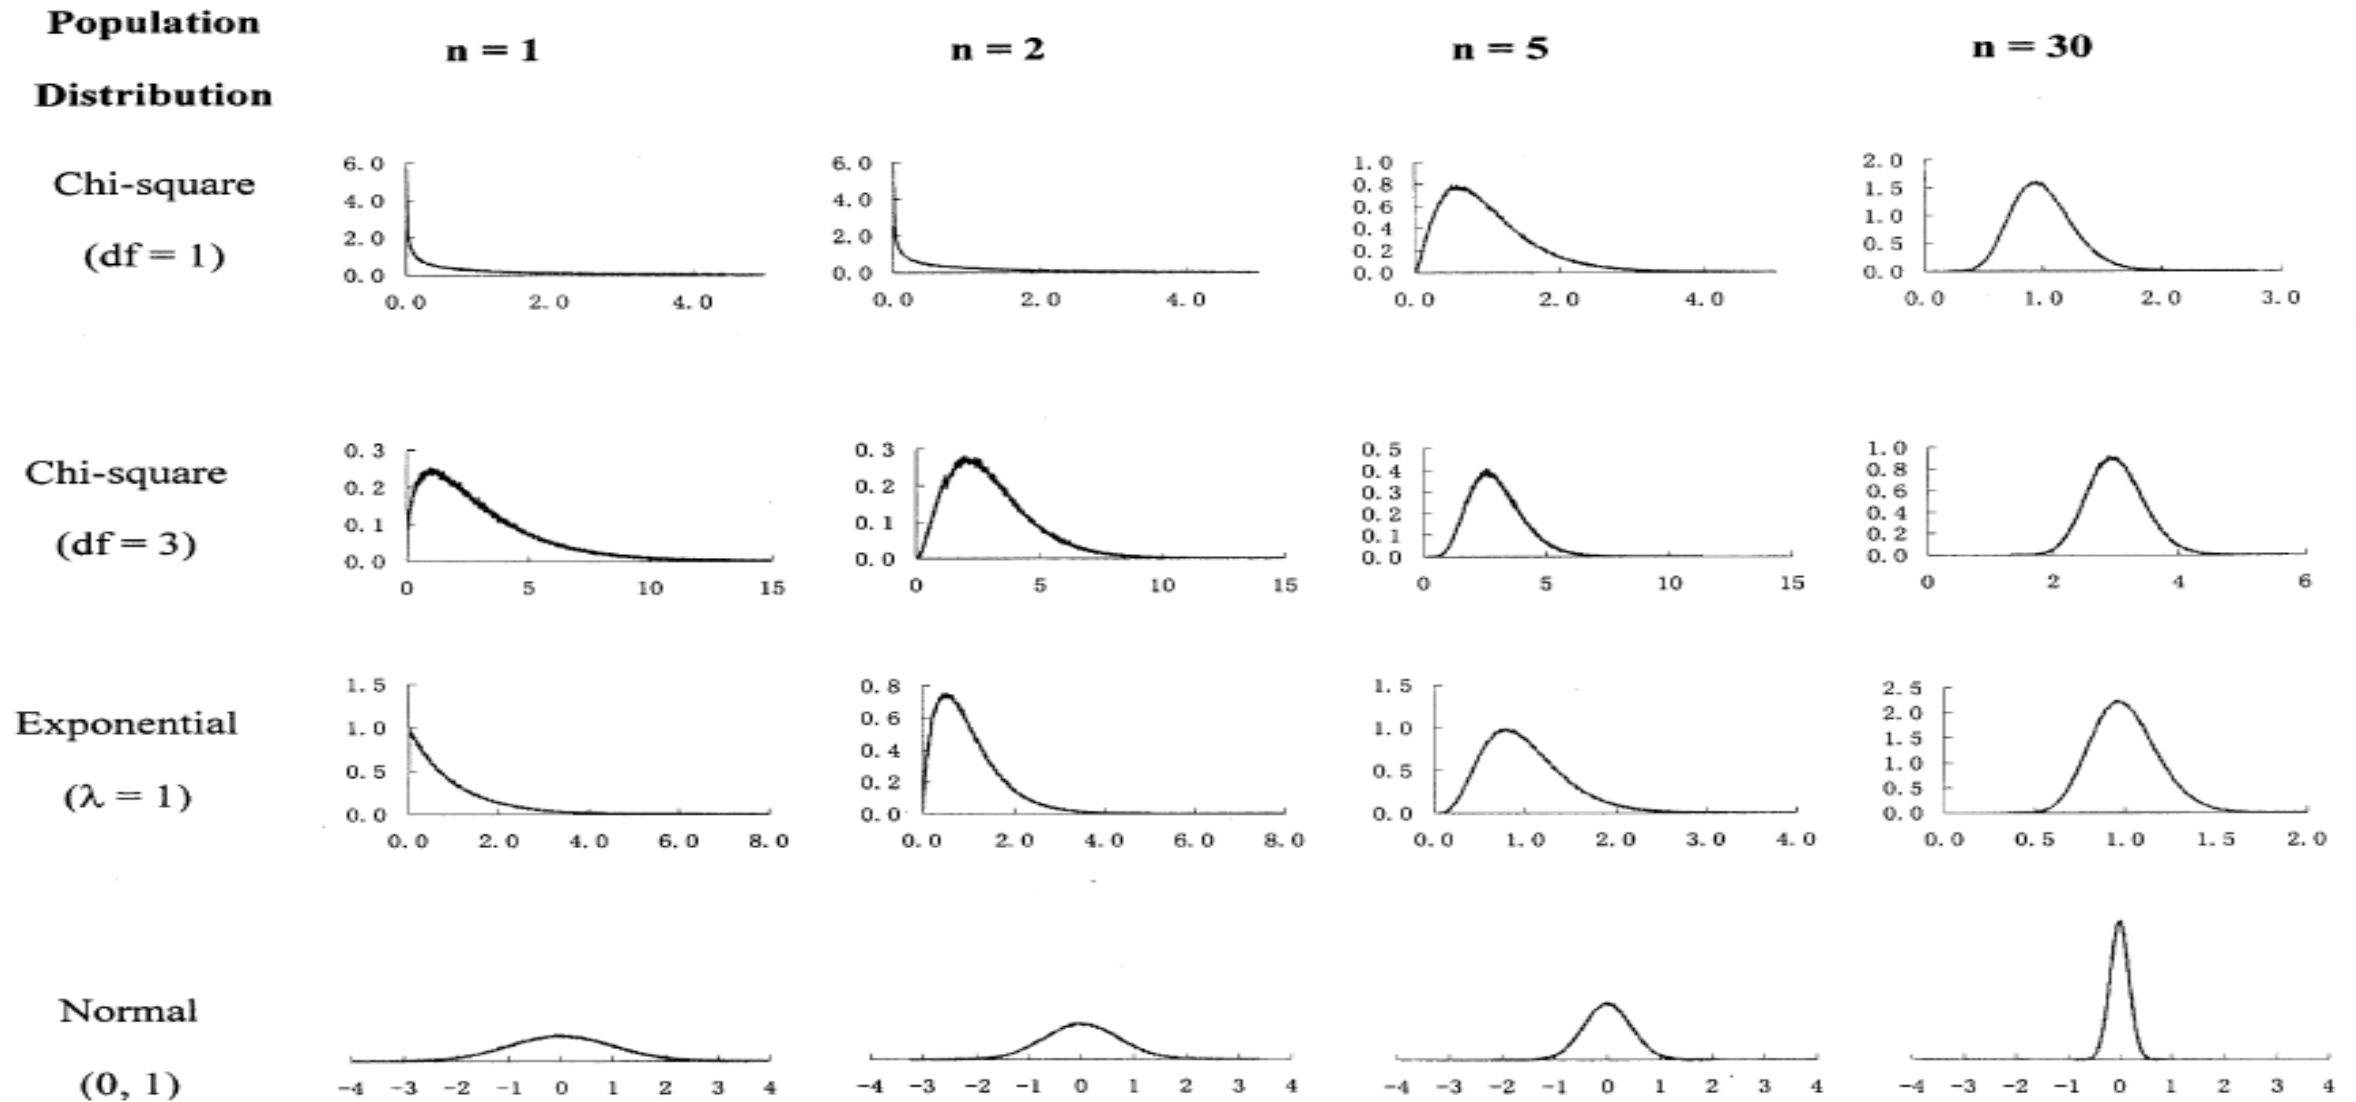 Population
Distribution
n = 1 n = 2 n = 5 n = 30
Chi-square
(df = 1)
6.0 4.0 2.0 0.0
0.0 2.0 4.0
6.0 4.0 2.0 0.0
0.0 2.0 4.0
1.0 0.8 0.6 0.4 0.2 0.0
0.0 2.0 4.0
2.0 1.5 1.0 0.5 0.0
0.0 1.0 2.0 3.0
Chi-square
(df = 3)
0.3 0.2 0.1 0.0
0 5 10 15
0.3 0.2 0.1 0.0
0 5 10 15
0.5 0.4 0.3 0.2 0.1 0.0
0 5 10 15
1.0 0.8 0.6 0.4 0.2 0.0
0 2 4 6
Exponential
(λ = 1)
1.5 1.0 0.5 0.0
0.0 2.0 4.0 6.0 8.0
0.8 0.6 0.4 0.2 0.0
0.0 2.0 4.0 6.0 8.0
1.5 1.0 0.5 0.0
0.0 1.0 2.0 3.0 4.0
2.5 2.0 1.5 1.0 0.5 0.0
0.0 0.5 1.0 1.5 2.0
Normal
(0, 1)
-4 -3 -2 -1 0 1 2 3 4
-4 -3 -2 -1 0 1 2 3 4
-4 -3 -2 -1 0 1 2 3 4
-4 -3 -2 -1 0 1 2 3 4